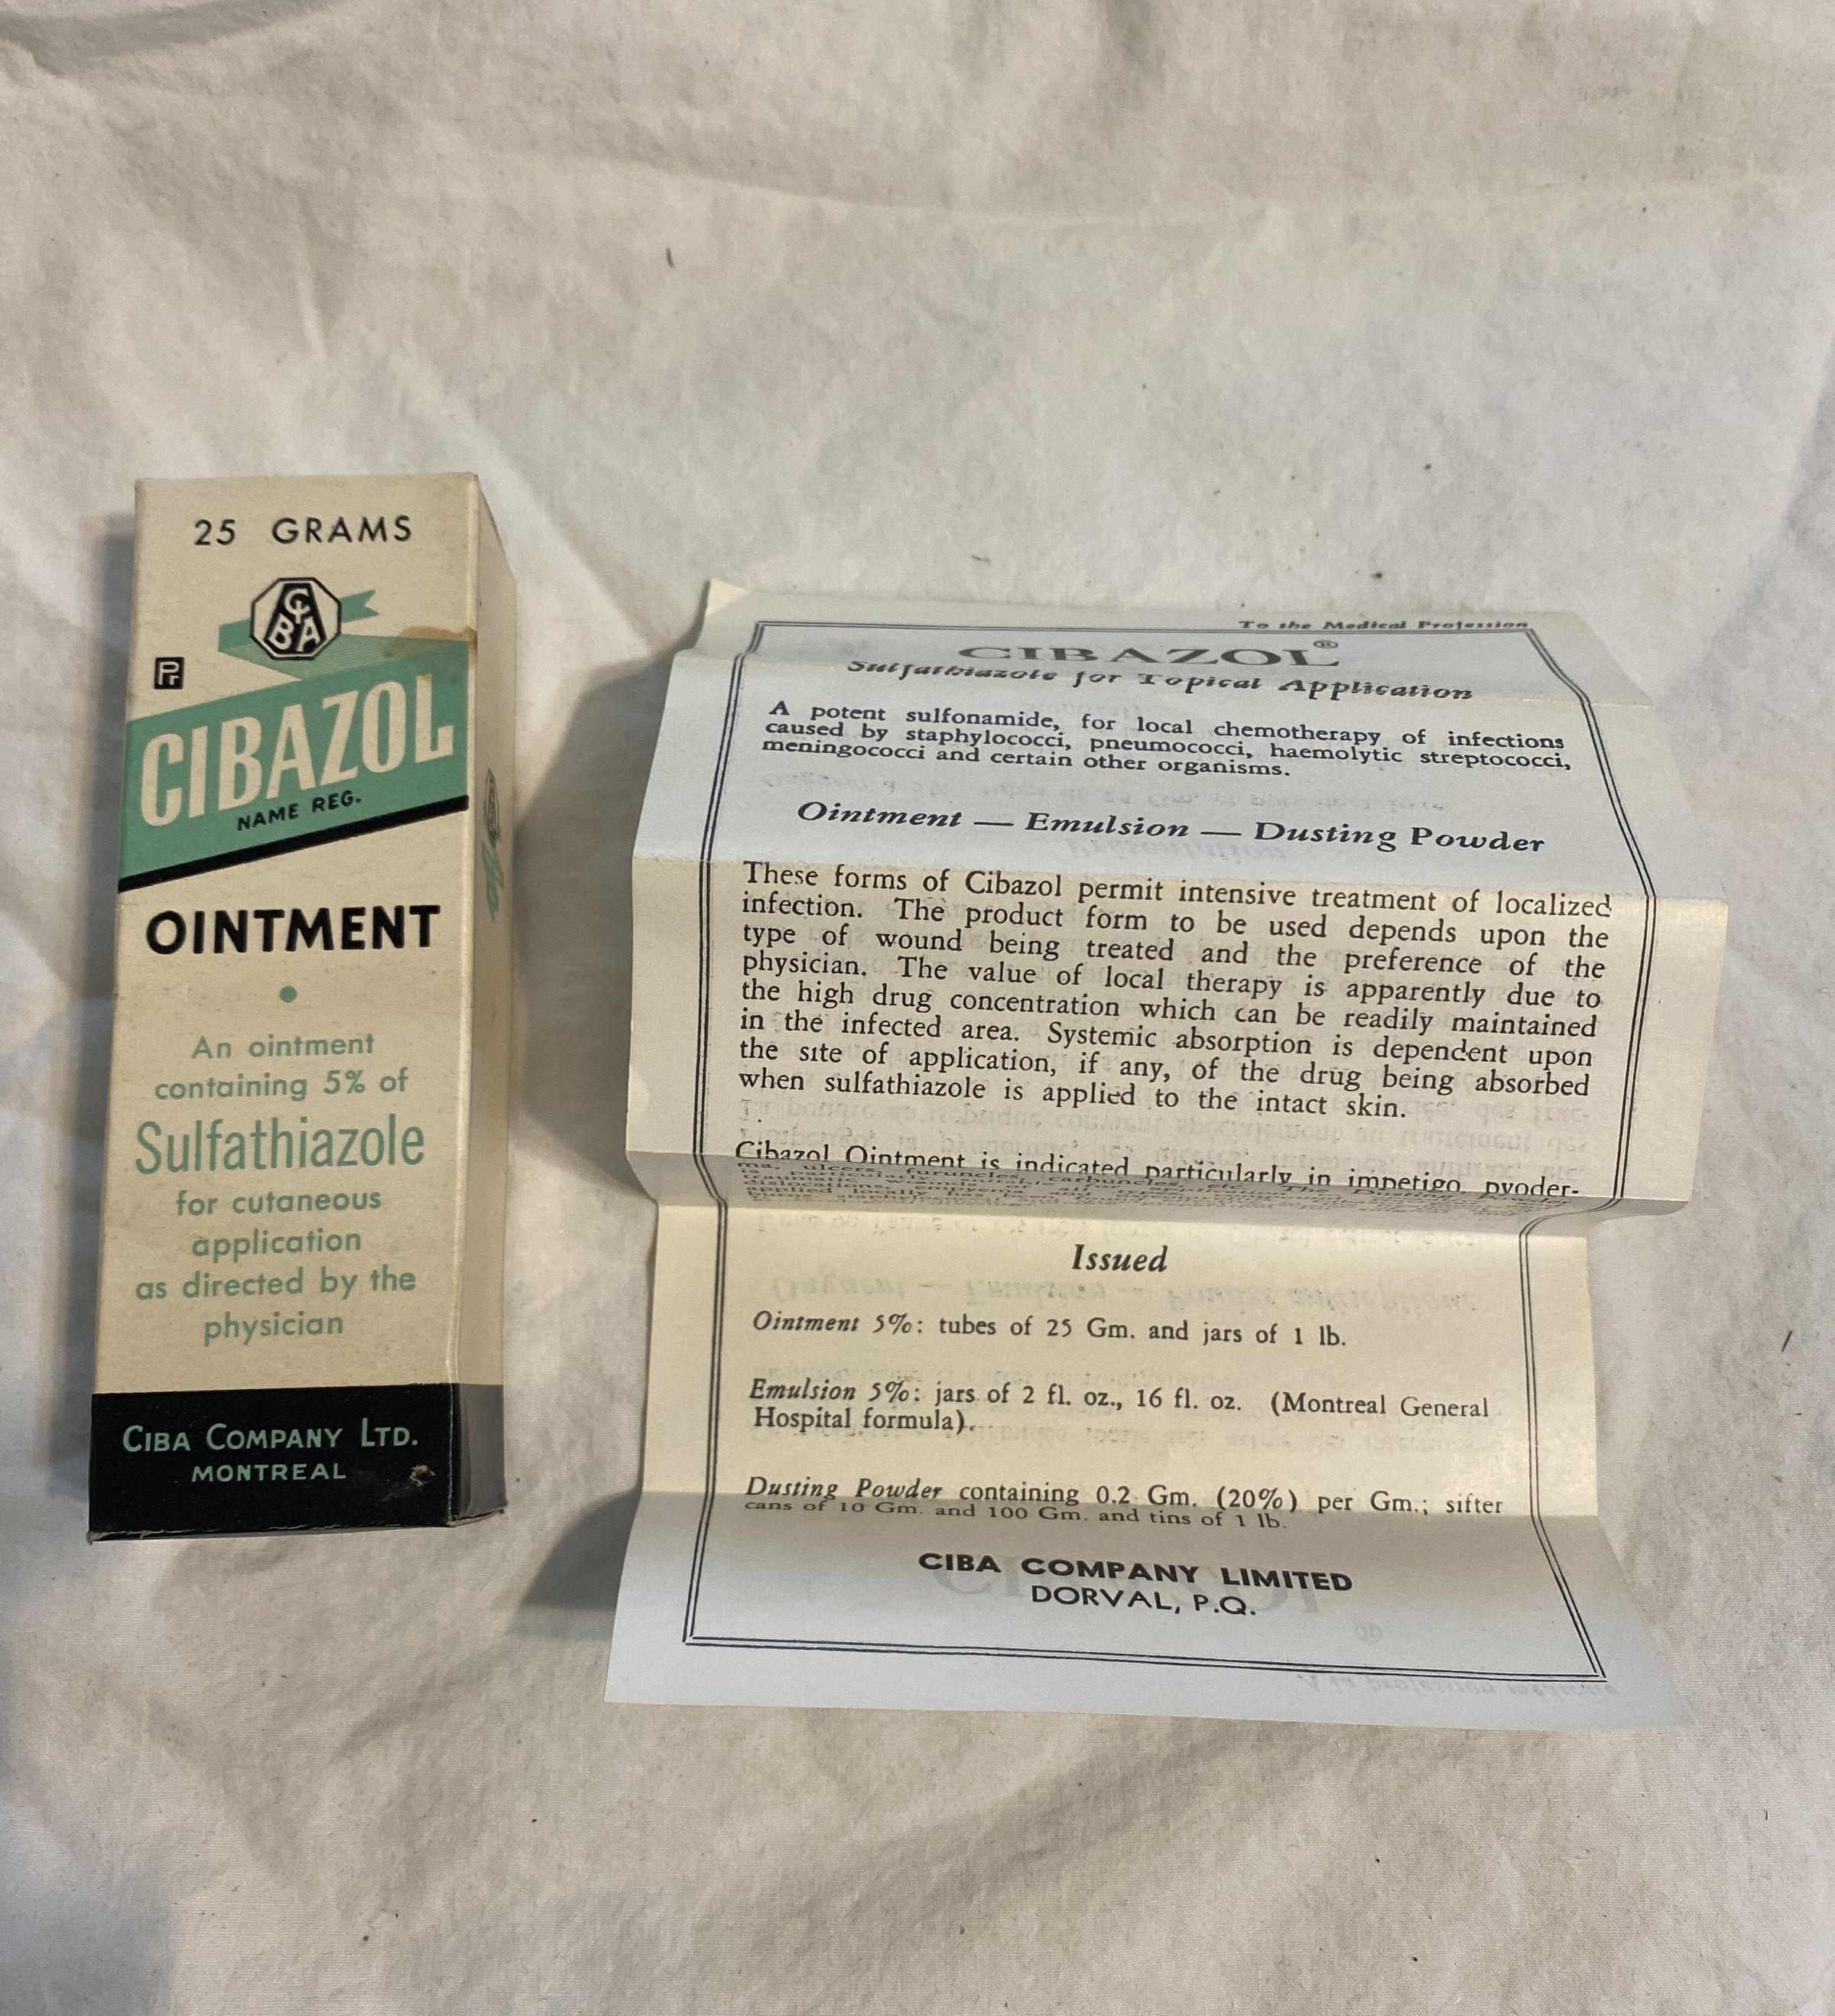 25 GRAMS
CIBA
Pr
CIBAZOL
NAME REG.
OINTMENT
An ointment
containing 5% of
Sulfathiazole
for cutaneous
application
as directed by the
physician
CIBA COMPANY LTD.
MONTREAL
To the Medical Profession
CIBAZOL®
Sulfathiazole for Topical Application
A potent sulfonamide, for local chemotherapy of infections
caused by staphylococci, pneumococci, haemolytic streptococci,
meningococci and certain other organisms.
Ointment — Emulsion — Dusting Powder
These forms of Cibazol permit intensive treatment of localized
infection. The product form to be used depends upon the
type of wound being treated and the preference of the
physician. The value of local therapy is apparently due to
the high drug concentration which can be readily maintained
in the infected area. Systemic absorption is dependent upon
the site of application, if any, of the drug being absorbed
when sulfathiazole is applied to the intact skin.
Cibazol Ointment is indicated particularly in impetigo, pyoder-
ma, ulcers, furuncles, carbuncles,
Issued
Ointment 5%: tubes of 25 Gm. and jars of 1 lb.
Emulsion 5%: jars of 2 fl. oz., 16 fl. oz. (Montreal General
Hospital formula).
Dusting Powder containing 0.2 Gm. (20%) per Gm.; sifter
cans of 10 Gm. and 100 Gm. and tins of 1 lb.
CIBA COMPANY LIMITED
DORVAL, P.Q.